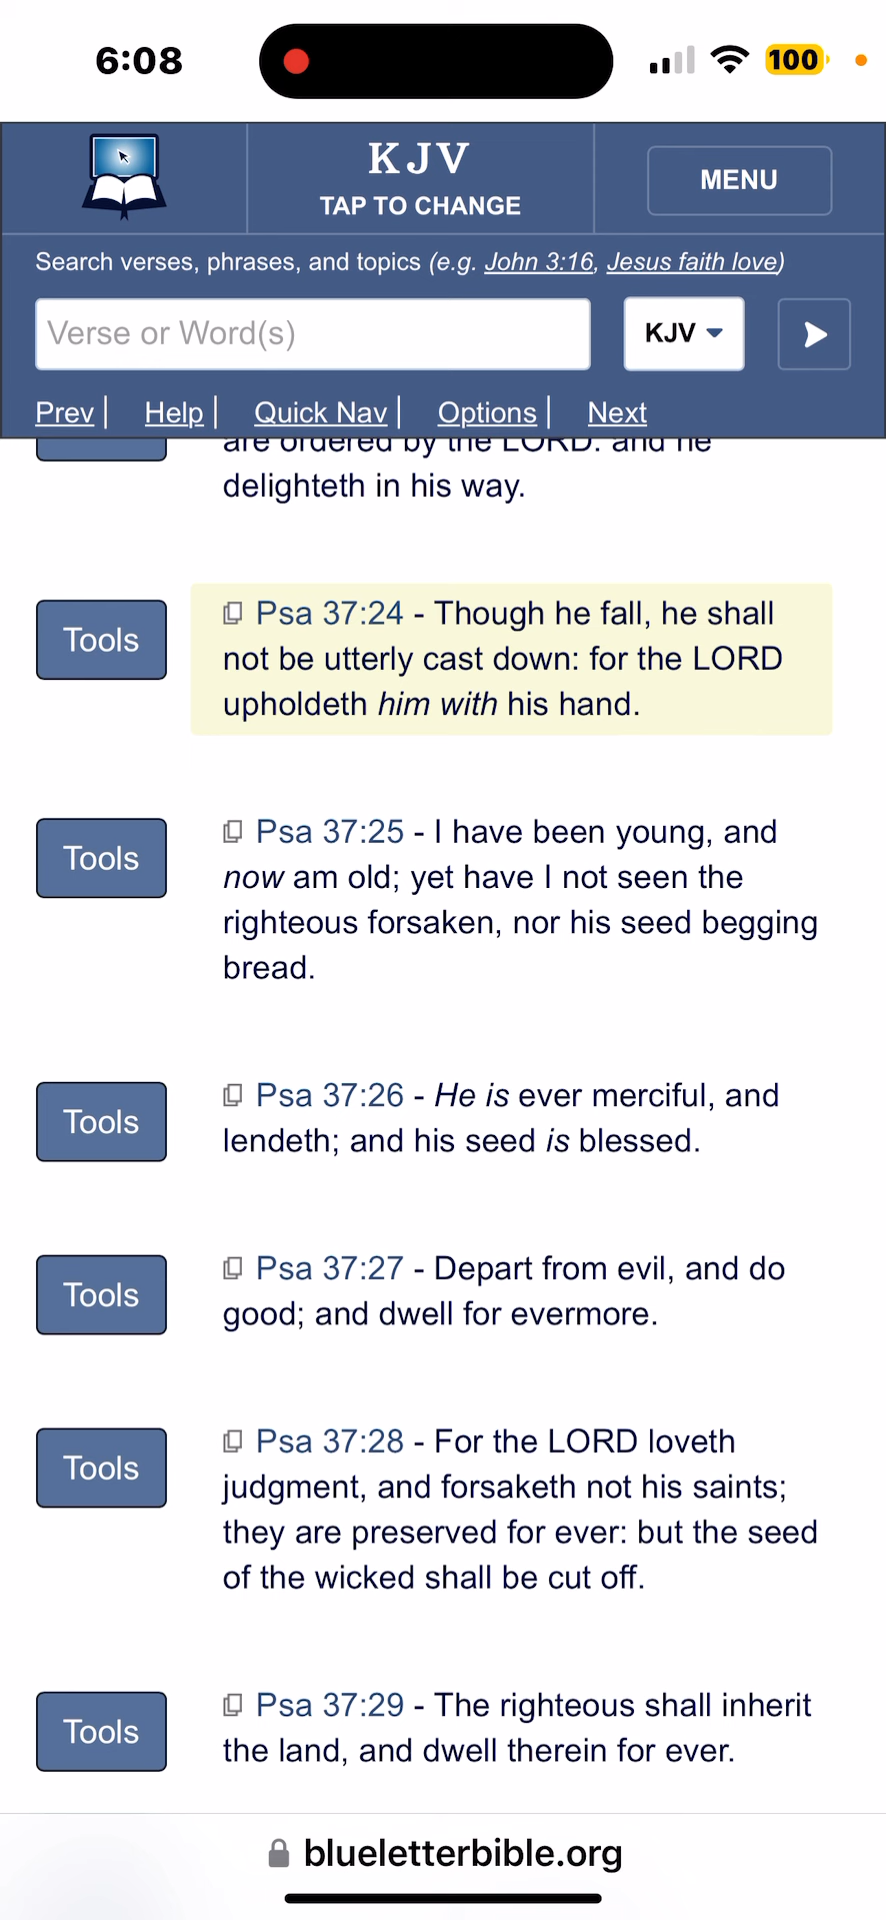 6:08
100
KJV
TAP TO CHANGE
MENU
Search verses, phrases, and topics (e.g. John 3:16, Jesus faith love)
Verse or Word(s)
KJV
Prev | Help | Quick Nav | Options | Next
are ordered by the LORD: and he
delighteth in his way.
Tools
Psa 37:24 - Though he fall, he shall
not be utterly cast down: for the LORD
upholdeth him with his hand.
Tools
Psa 37:25 - I have been young, and
now am old; yet have I not seen the
righteous forsaken, nor his seed begging
bread.
Tools
Psa 37:26 - He is ever merciful, and
lendeth; and his seed is blessed.
Tools
Psa 37:27 - Depart from evil, and do
good; and dwell for evermore.
Tools
Psa 37:28 - For the LORD loveth
judgment, and forsaketh not his saints;
they are preserved for ever: but the seed
of the wicked shall be cut off.
Tools
Psa 37:29 - The righteous shall inherit
the land, and dwell therein for ever.
blueletterbible.org